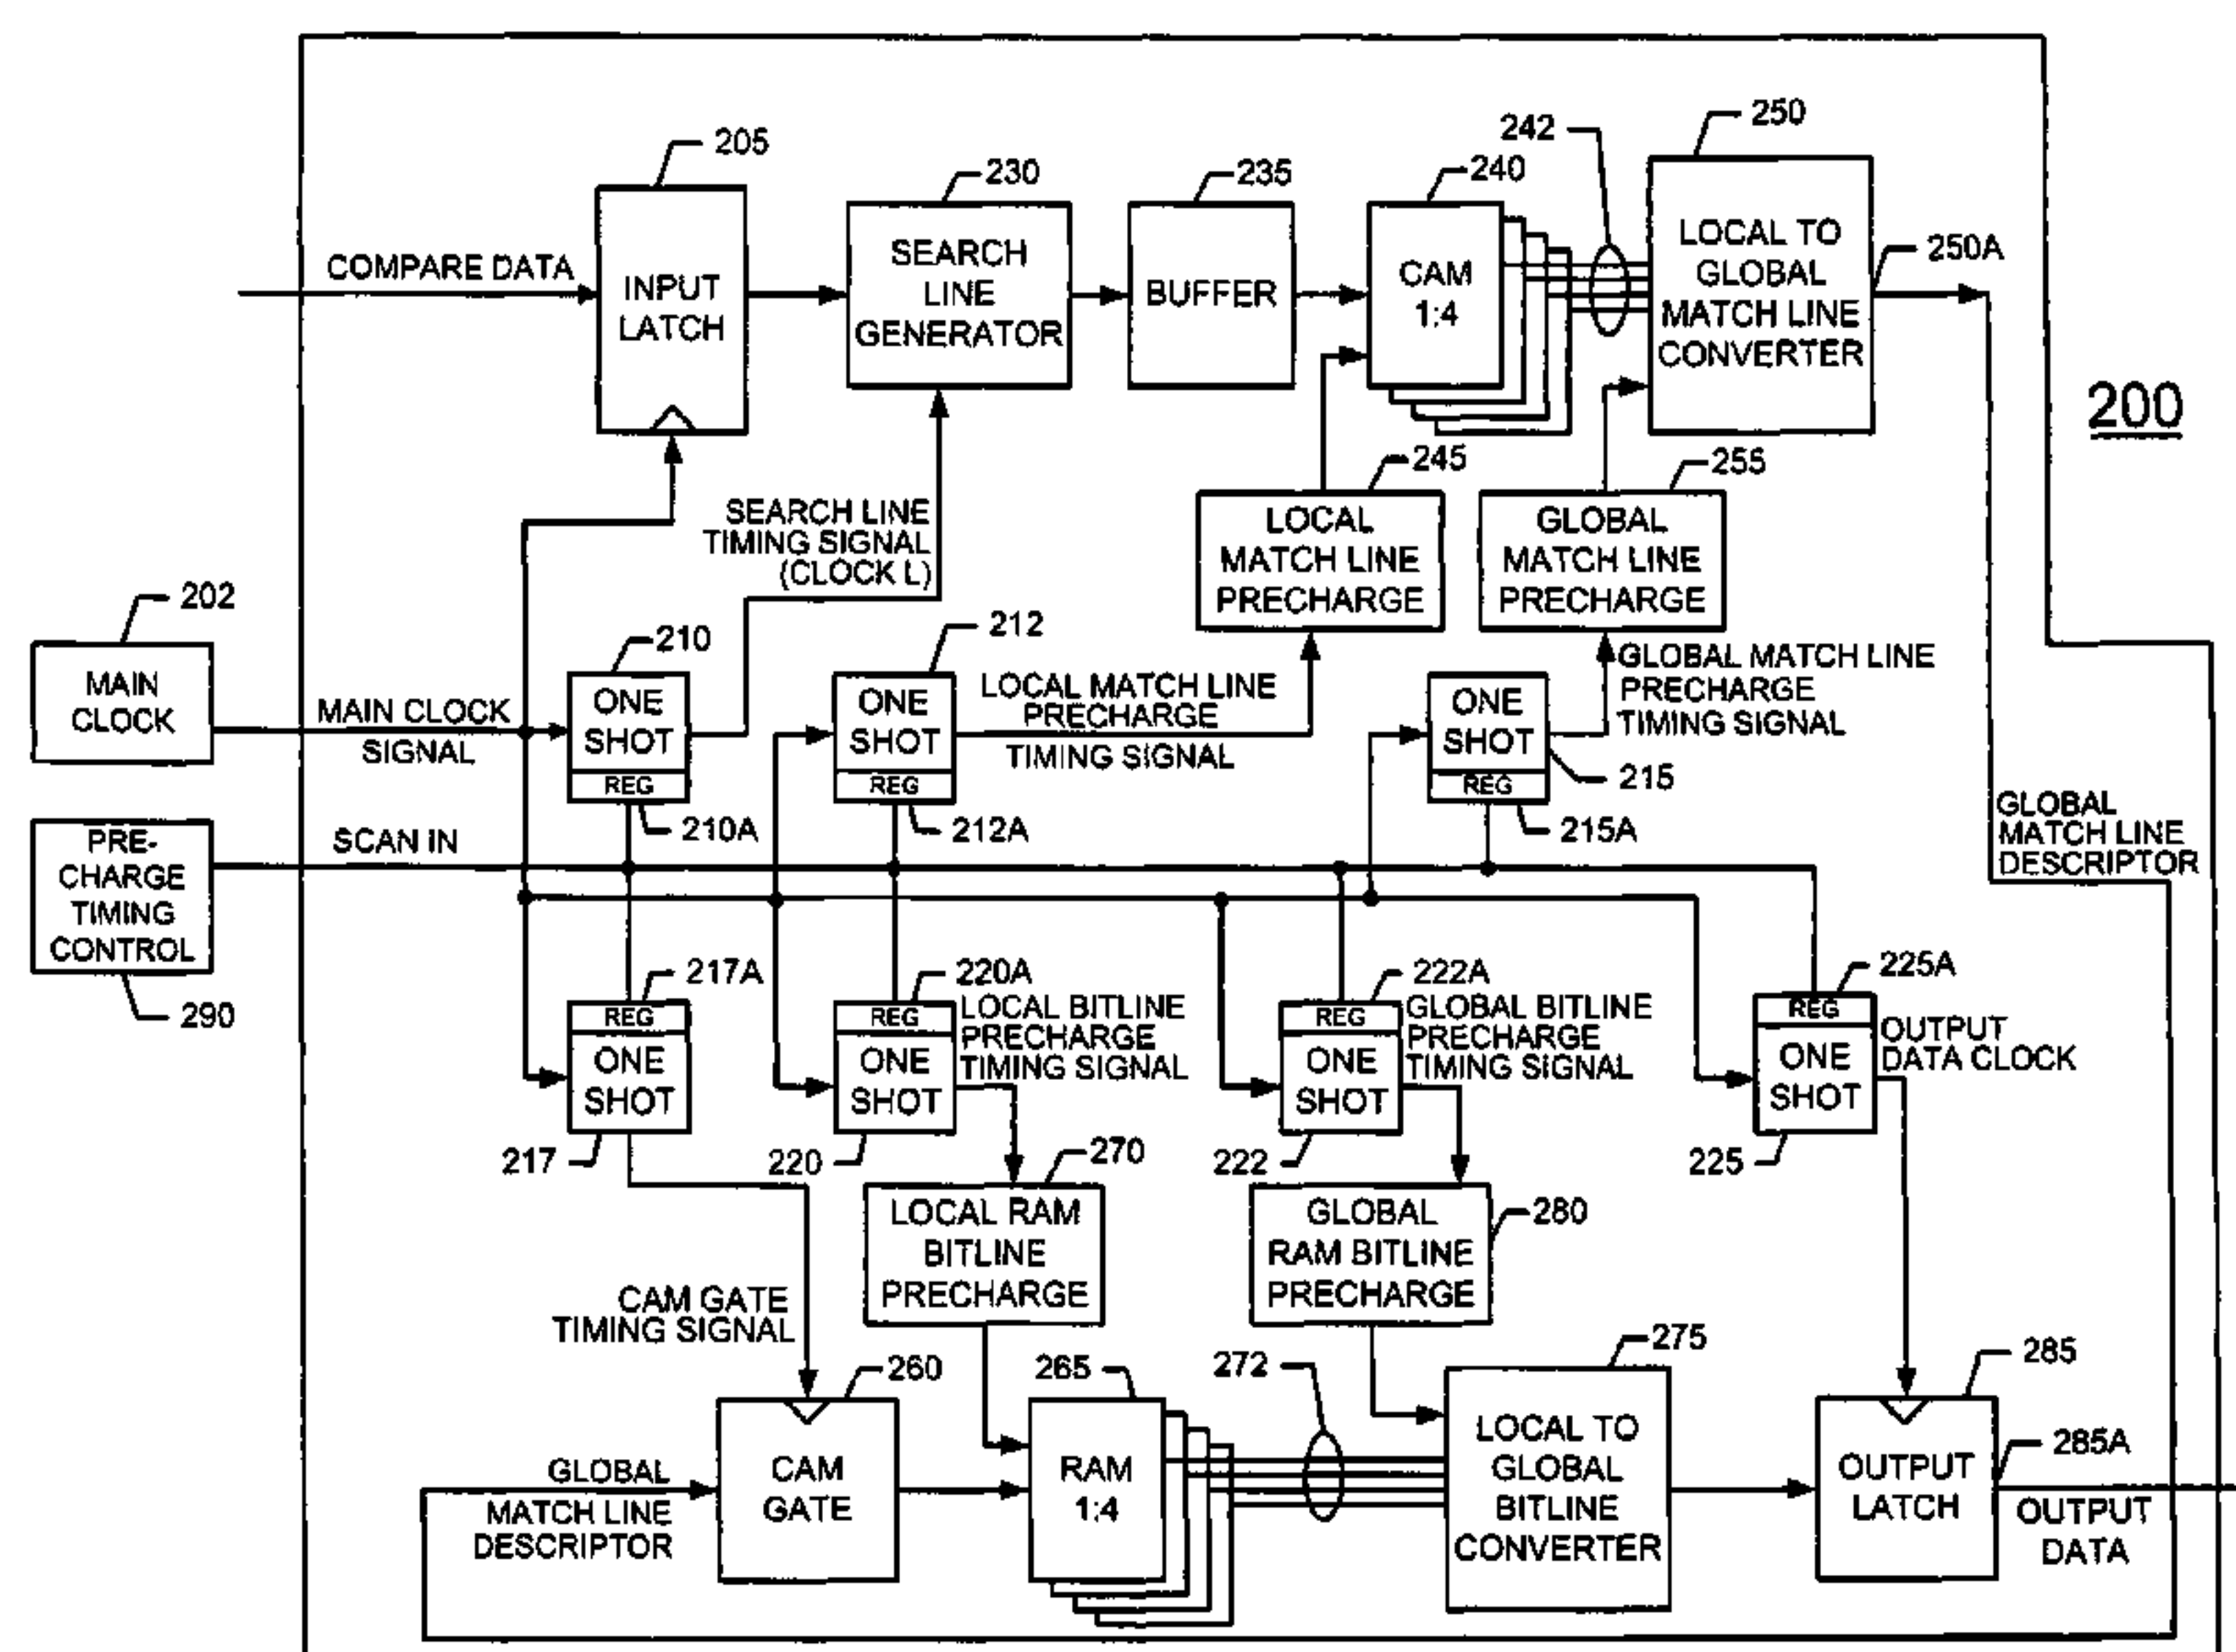 205
230
235
240
242
250
COMPARE DATA
INPUT
LATCH
SEARCH
LINE
GENERATOR
BUFFER
CAM
1:4
LOCAL TO
GLOBAL
MATCH LINE
CONVERTER
250A
200
SEARCH LINE
TIMING SIGNAL
(CLOCK L)
245
LOCAL
MATCH LINE
PRECHARGE
255
GLOBAL
MATCH LINE
PRECHARGE
202
MAIN
CLOCK
MAIN CLOCK
SIGNAL
210
ONE
SHOT
REG
210A
212
ONE
SHOT
REG
212A
LOCAL MATCH LINE
PRECHARGE
TIMING SIGNAL
ONE
SHOT
REG
215
215A
GLOBAL MATCH LINE
PRECHARGE
TIMING SIGNAL
PRE-
CHARGE
TIMING
CONTROL
290
SCAN IN
GLOBAL
MATCH LINE
DESCRIPTOR
217A
REG
ONE
SHOT
217
220A
REG
ONE
SHOT
220
LOCAL BITLINE
PRECHARGE
TIMING SIGNAL
222A
REG
ONE
SHOT
222
GLOBAL BITLINE
PRECHARGE
TIMING SIGNAL
225A
REG
ONE
SHOT
225
OUTPUT
DATA CLOCK
270
LOCAL RAM
BITLINE
PRECHARGE
280
GLOBAL
RAM BITLINE
PRECHARGE
CAM GATE
TIMING SIGNAL
260
265
272
275
285
GLOBAL
MATCH LINE
DESCRIPTOR
CAM
GATE
RAM
1:4
LOCAL TO
GLOBAL
BITLINE
CONVERTER
OUTPUT
LATCH
285A
OUTPUT
DATA